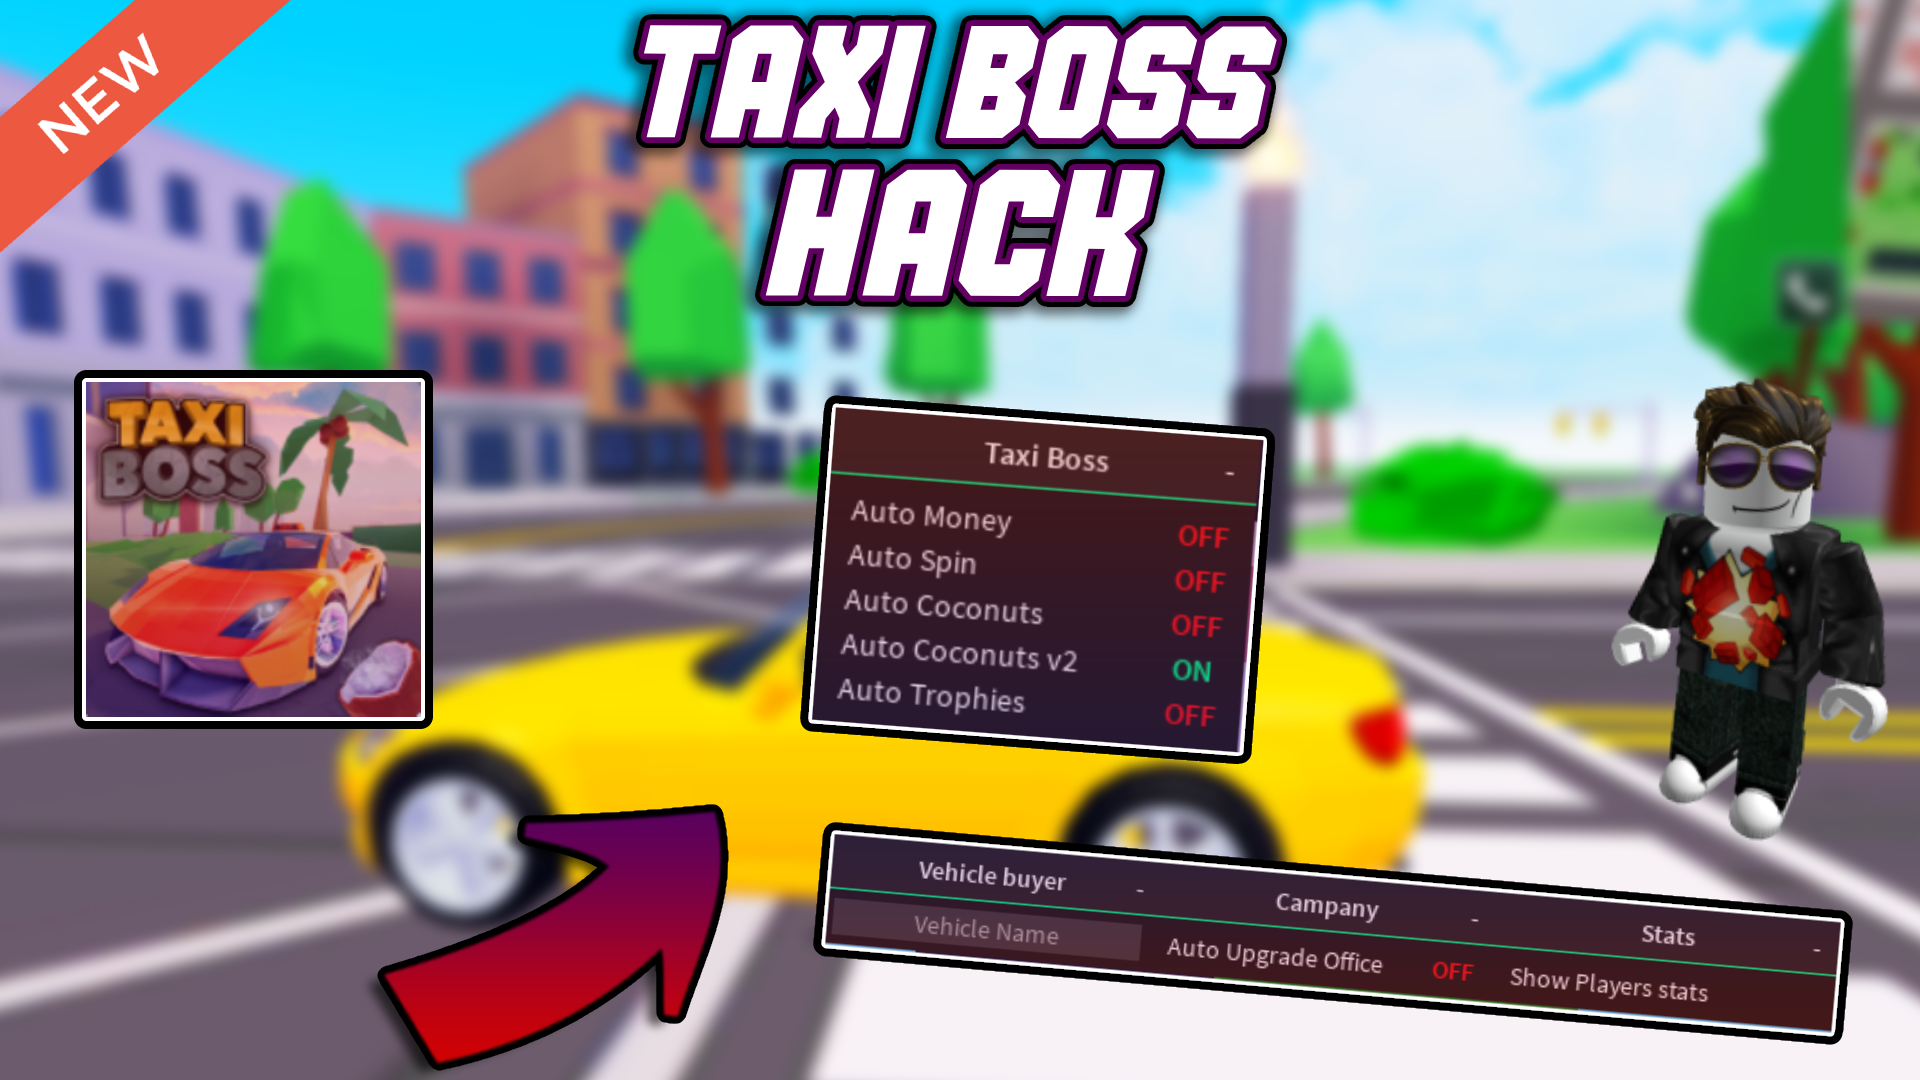 NEW
TAXI BOSS
HACK
TAXI
BOSS
Taxi Boss -
Auto Money OFF
Auto Spin OFF
Auto Coconuts OFF
Auto Coconuts v2 ON
Auto Trophies OFF
Vehicle buyer - Campany - Stats -
Vehicle Name Auto Upgrade Office OFF Show Players stats